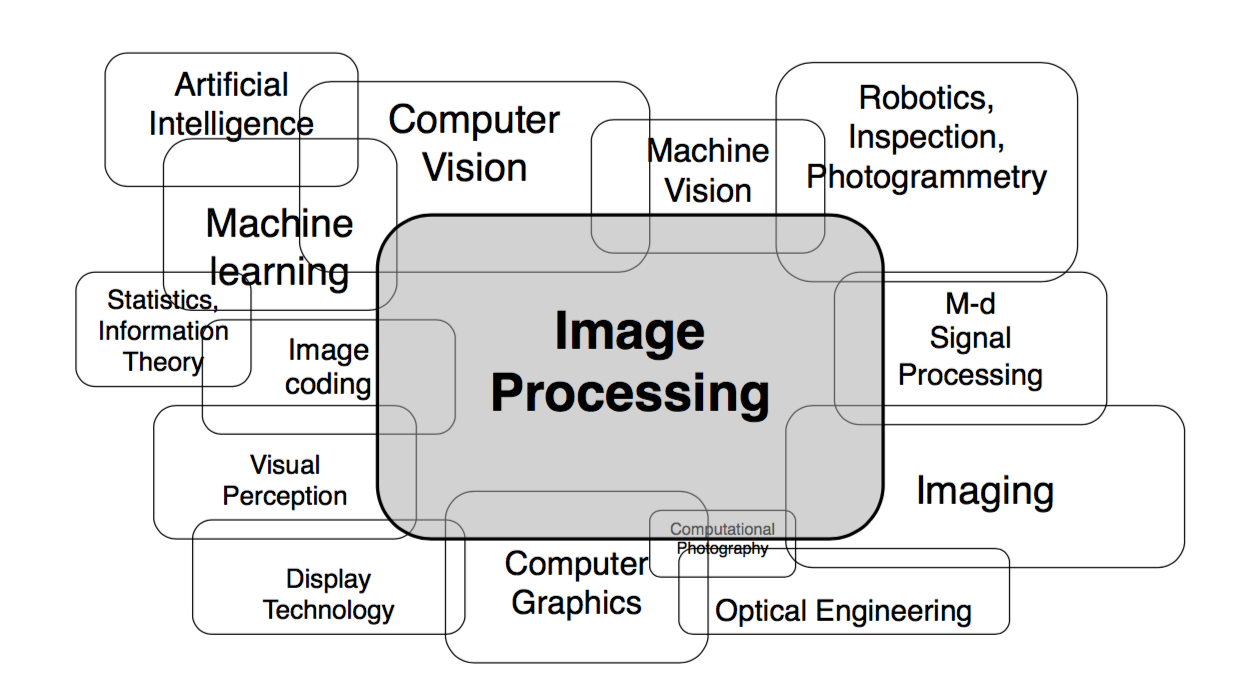 Artificial
Intelligence
Computer
Vision
Machine
Vision
Robotics,
Inspection,
Photogrammetry
Machine
learning
Statistics,
Information
Theory
Image
coding
Image
Processing
M-d
Signal
Processing
Visual
Perception
Imaging
Computational
Photography
Display
Technology
Computer
Graphics
Optical Engineering